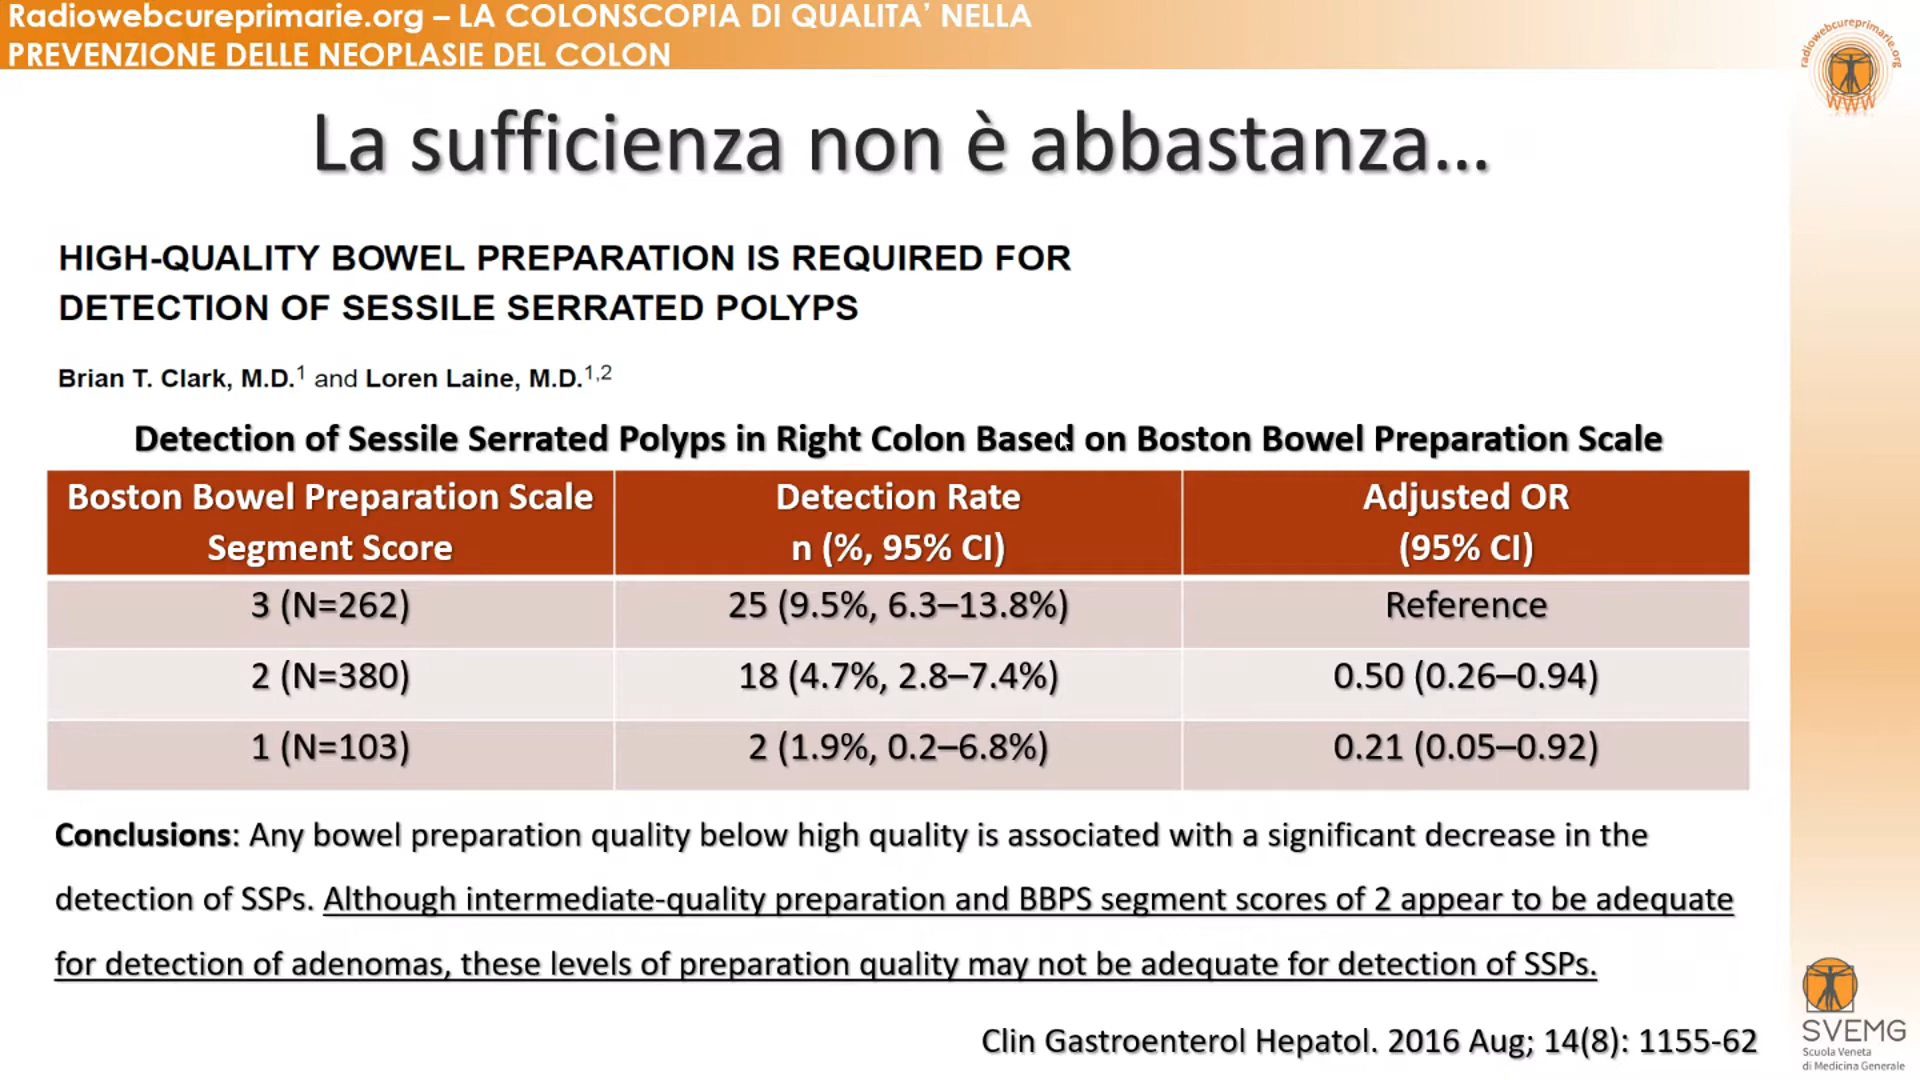 Radiowebcureprimarie.org – LA COLONSCOPIA DI QUALITA’ NELLA
PREVENZIONE DELLE NEOPLASIE DEL COLON
radiowebcureprimarie.org
WWW
La sufficienza non è abbastanza...
HIGH-QUALITY BOWEL PREPARATION IS REQUIRED FOR
DETECTION OF SESSILE SERRATED POLYPS
Brian T. Clark, M.D.1 and Loren Laine, M.D.1,2
Detection of Sessile Serrated Polyps in Right Colon Based on Boston Bowel Preparation Scale
Boston Bowel Preparation Scale
Segment Score
Detection Rate
n (%, 95% CI)
Adjusted OR
(95% CI)
3 (N=262) 25 (9.5%, 6.3–13.8%) Reference
2 (N=380) 18 (4.7%, 2.8–7.4%) 0.50 (0.26–0.94)
1 (N=103) 2 (1.9%, 0.2–6.8%) 0.21 (0.05–0.92)
Conclusions: Any bowel preparation quality below high quality is associated with a significant decrease in the
detection of SSPs. Although intermediate-quality preparation and BBPS segment scores of 2 appear to be adequate
for detection of adenomas, these levels of preparation quality may not be adequate for detection of SSPs.
Clin Gastroenterol Hepatol. 2016 Aug; 14(8): 1155-62
SVEMG
Scuola Veneta
di Medicina Generale